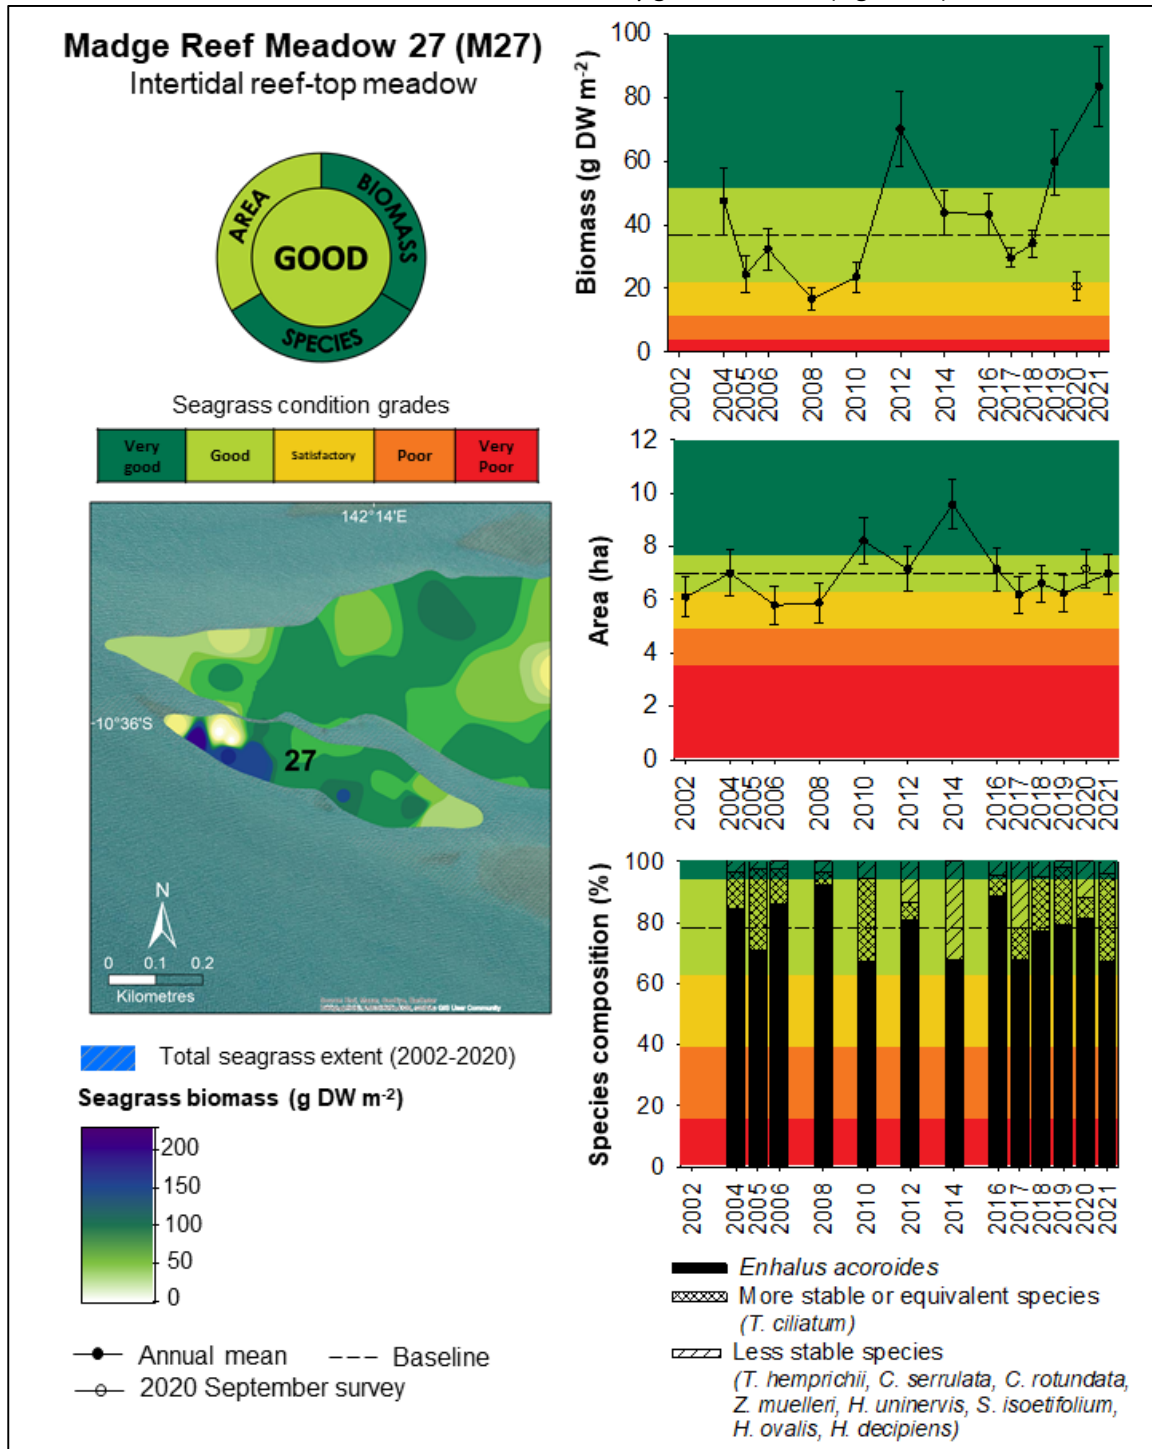 Madge Reef Meadow 27 (M27)
Intertidal reef-top meadow
AREA
BIOMASS
SPECIES
GOOD
Seagrass condition grades
Very good
Good
Satisfactory
Poor
Very Poor
142°14'E
10°36'S
27
N
0 0.1 0.2
Kilometres
GIS User Community
Total seagrass extent (2002-2020)
Seagrass biomass (g DW m-2)
200
150
100
50
0
Annual mean
Baseline
2020 September survey
Biomass (g DW m-2)
100
80
60
40
20
0
2002 2004 2005 2006 2008 2010 2012 2014 2016 2017 2018 2019 2020 2021
Area (ha)
12
10
8
6
4
2
0
2002 2004 2005 2006 2008 2010 2012 2014 2016 2017 2018 2019 2020 2021
Species composition (%)
100
80
60
40
20
0
2002 2004 2005 2006 2008 2010 2012 2014 2016 2017 2018 2019 2020 2021
Enhalus acoroides
More stable or equivalent species
(T. ciliatum)
Less stable species
(T. hemprichii, C. serrulata, C. rotundata,
Z. muelleri, H. uninervis, S. isoetifolium,
H. ovalis, H. decipiens)